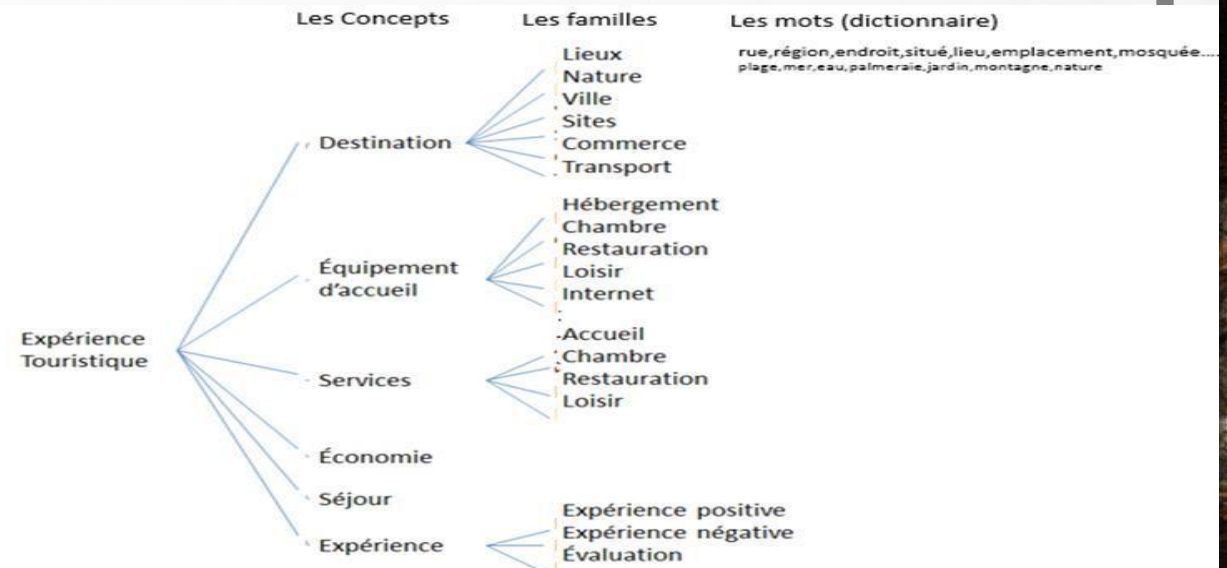 Les Concepts
Les familles
Les mots (dictionnaire)
Expérience
Touristique
Destination
Lieux
Nature
Ville
Sites
Commerce
Transport
rue,région,endroit,situé,lieu,emplacement,mosquée....
plage,mer,eau,palmeraie,jardin,montagne,nature
Équipement
d'accueil
Hébergement
Chambre
Restauration
Loisir
Internet
Services
Accueil
Chambre
Restauration
Loisir
Économie
Séjour
Expérience
Expérience positive
Expérience négative
Évaluation